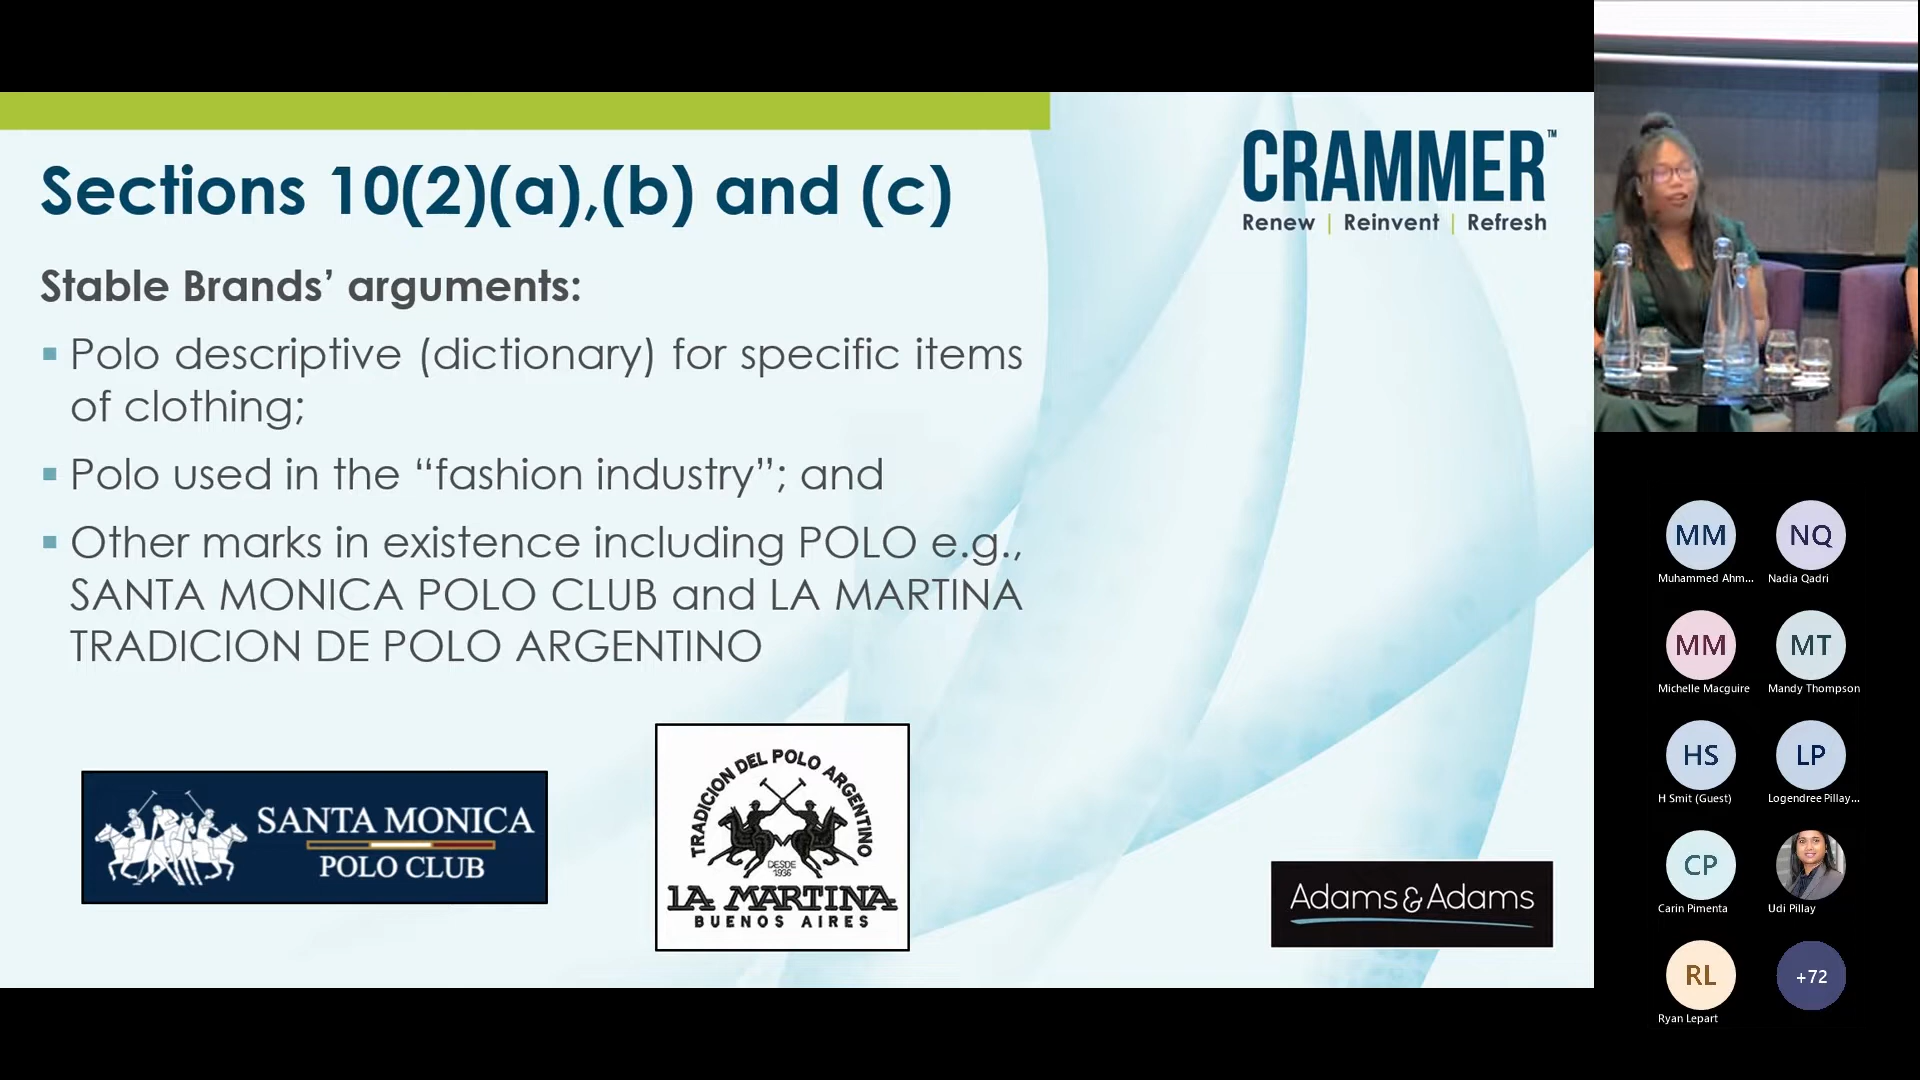 Sections 10(2)(a),(b) and (c)
CRAMMER™
Renew | Reinvent | Refresh
Stable Brands’ arguments:
▪ Polo descriptive (dictionary) for specific items
of clothing;
▪ Polo used in the “fashion industry”; and
▪ Other marks in existence including POLO e.g.,
SANTA MONICA POLO CLUB and LA MARTINA
TRADICION DE POLO ARGENTINO
SANTA MONICA
POLO CLUB
TRADICION DEL POLO ARGENTINO
DESDE
1936
LA MARTINA
BUENOS AIRES
Adams & Adams
MM
Muhammed Ahm...
NQ
Nadia Qadri
MM
Michelle Macguire
MT
Mandy Thompson
HS
H Smit (Guest)
LP
Logendree Pillay...
CP
Carin Pimenta
Udi Pillay
RL
Ryan Lepart
+72